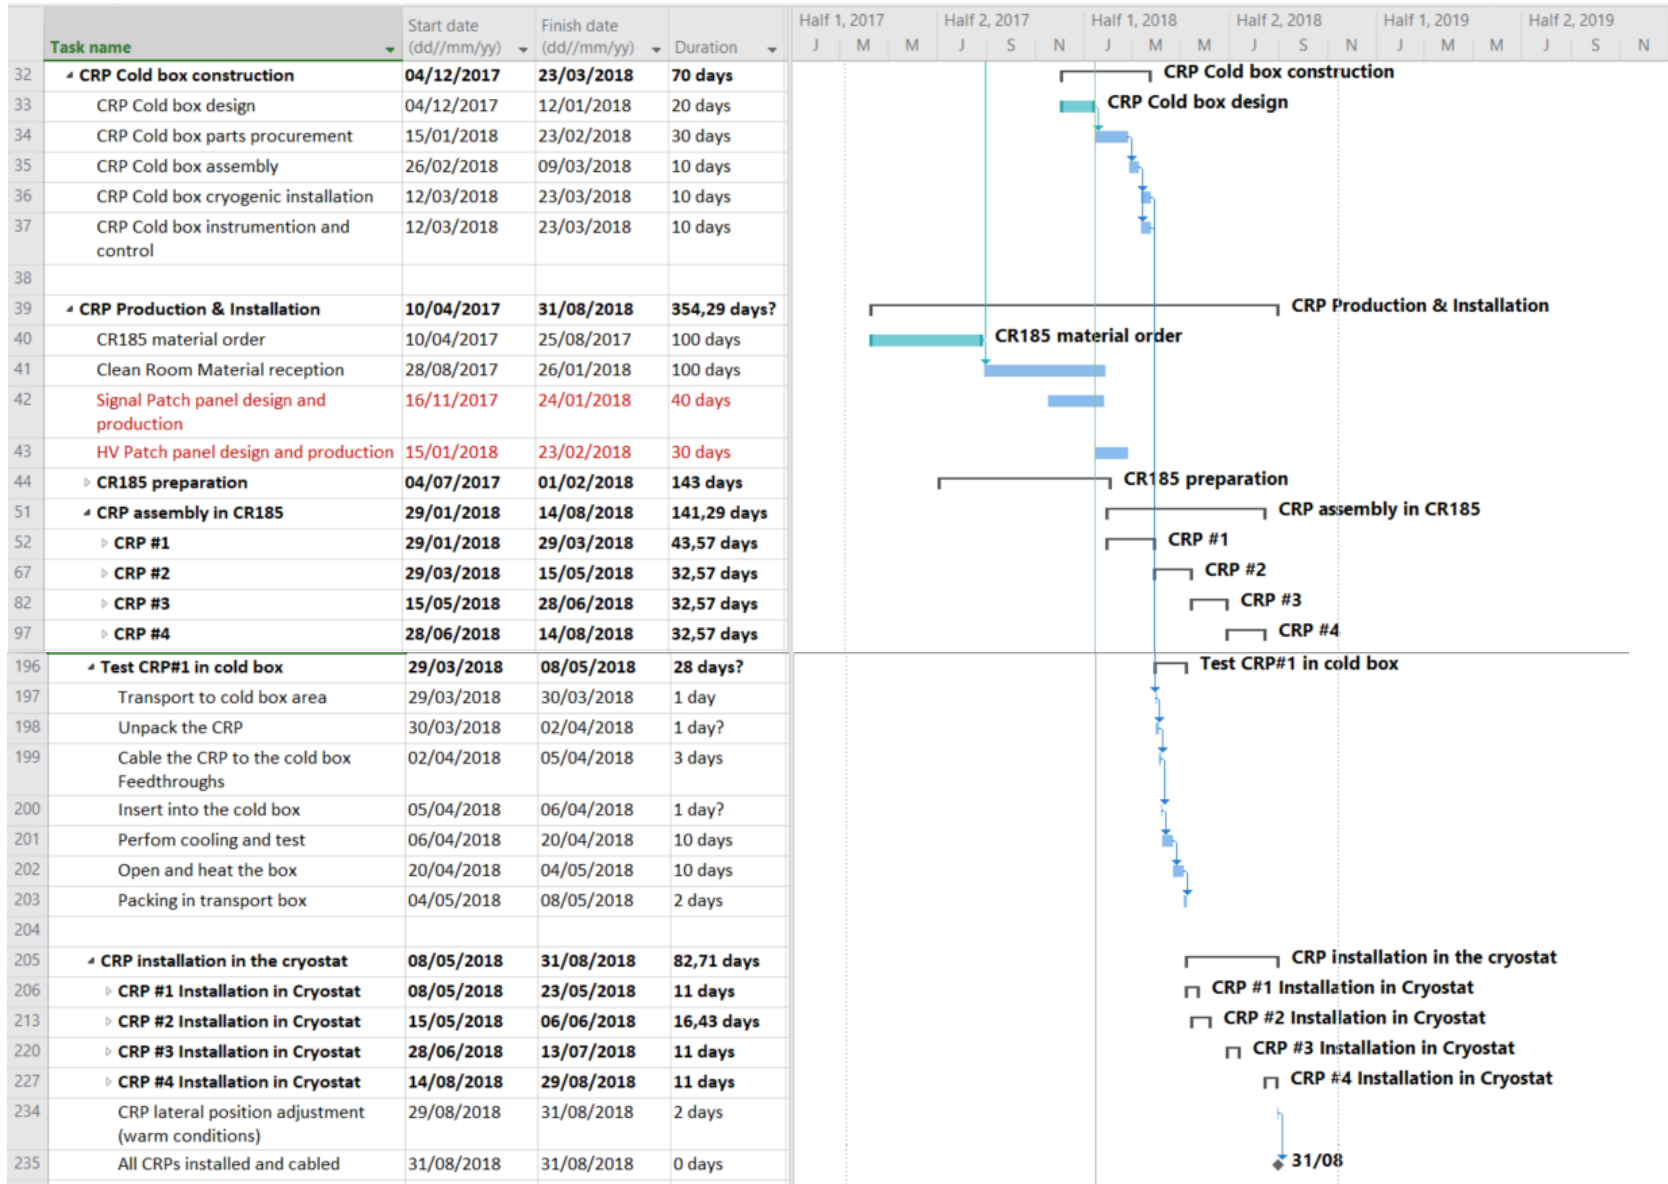 Half 1, 2017 Half 2, 2017 Half 1, 2018 Half 2, 2018 Half 1, 2019 Half 2, 2019
Task name Start date (dd//mm/yy) Finish date (dd//mm/yy) Duration J M M J S N J M M J S N J M M J S N
32 CRP Cold box construction 04/12/2017 23/03/2018 70 days CRP Cold box construction
33 CRP Cold box design 04/12/2017 12/01/2018 20 days CRP Cold box design
34 CRP Cold box parts procurement 15/01/2018 23/02/2018 30 days
35 CRP Cold box assembly 26/02/2018 09/03/2018 10 days
36 CRP Cold box cryogenic installation 12/03/2018 23/03/2018 10 days
37 CRP Cold box instrumention and 12/03/2018 23/03/2018 10 days
control
38
39 CRP Production & Installation 10/04/2017 31/08/2018 354,29 days? CRP Production & Installation
40 CR185 material order 10/04/2017 25/08/2017 100 days CR185 material order
41 Clean Room Material reception 28/08/2017 26/01/2018 100 days
42 Signal Patch panel design and 16/11/2017 24/01/2018 40 days
production
43 HV Patch panel design and production 15/01/2018 23/02/2018 30 days
44 CR185 preparation 04/07/2017 01/02/2018 143 days CR185 preparation
51 CRP assembly in CR185 29/01/2018 14/08/2018 141,29 days CRP assembly in CR185
52 CRP #1 29/01/2018 29/03/2018 43,57 days CRP #1
67 CRP #2 29/03/2018 15/05/2018 32,57 days CRP #2
82 CRP #3 15/05/2018 28/06/2018 32,57 days CRP #3
97 CRP #4 28/06/2018 14/08/2018 32,57 days CRP #4
196 Test CRP#1 in cold box 29/03/2018 08/05/2018 28 days? Test CRP#1 in cold box
197 Transport to cold box area 29/03/2018 30/03/2018 1 day
198 Unpack the CRP 30/03/2018 02/04/2018 1 day?
199 Cable the CRP to the cold box 02/04/2018 05/04/2018 3 days
Feedthroughs
200 Insert into the cold box 05/04/2018 06/04/2018 1 day?
201 Perfom cooling and test 06/04/2018 20/04/2018 10 days
202 Open and heat the box 20/04/2018 04/05/2018 10 days
203 Packing in transport box 04/05/2018 08/05/2018 2 days
204
205 CRP installation in the cryostat 08/05/2018 31/08/2018 82,71 days CRP installation in the cryostat
206 CRP #1 Installation in Cryostat 08/05/2018 23/05/2018 11 days CRP #1 Installation in Cryostat
213 CRP #2 Installation in Cryostat 15/05/2018 06/06/2018 16,43 days CRP #2 Installation in Cryostat
220 CRP #3 Installation in Cryostat 28/06/2018 13/07/2018 11 days CRP #3 Installation in Cryostat
227 CRP #4 Installation in Cryostat 14/08/2018 29/08/2018 11 days CRP #4 Installation in Cryostat
234 CRP lateral position adjustment 29/08/2018 31/08/2018 2 days
(warm conditions)
235 All CRPs installed and cabled 31/08/2018 31/08/2018 0 days 31/08